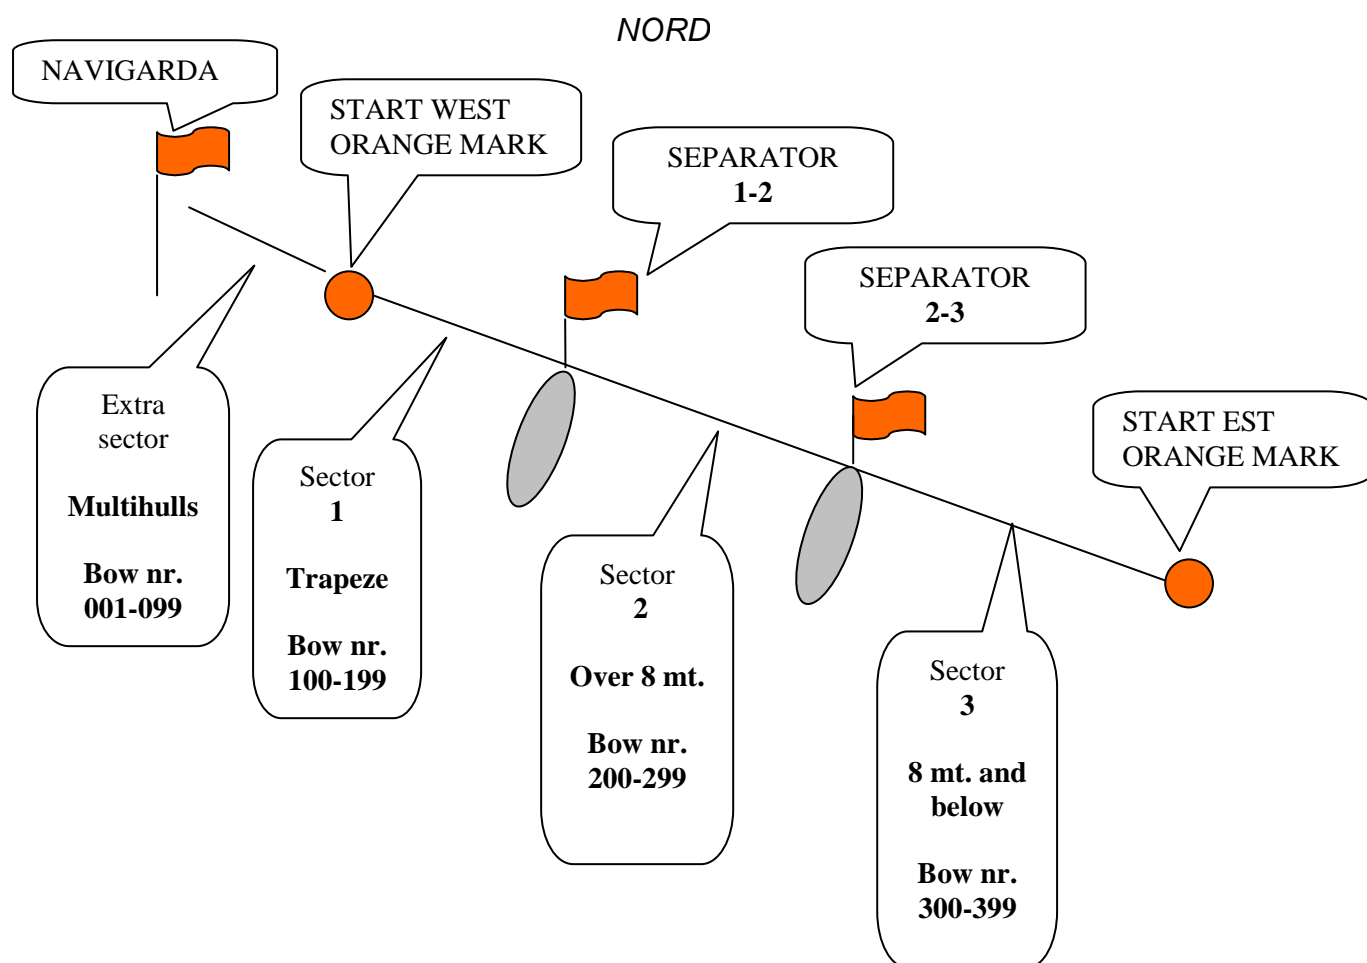 NORD
NAVIGARDA
START WEST
ORANGE MARK
SEPARATOR
1-2
SEPARATOR
2-3
START EST
ORANGE MARK
Extra
sector
Multihulls
Bow nr.
001-099
Sector
1
Trapeze
Bow nr.
100-199
Sector
2
Over 8 mt.
Bow nr.
200-299
Sector
3
8 mt. and
below
Bow nr.
300-399